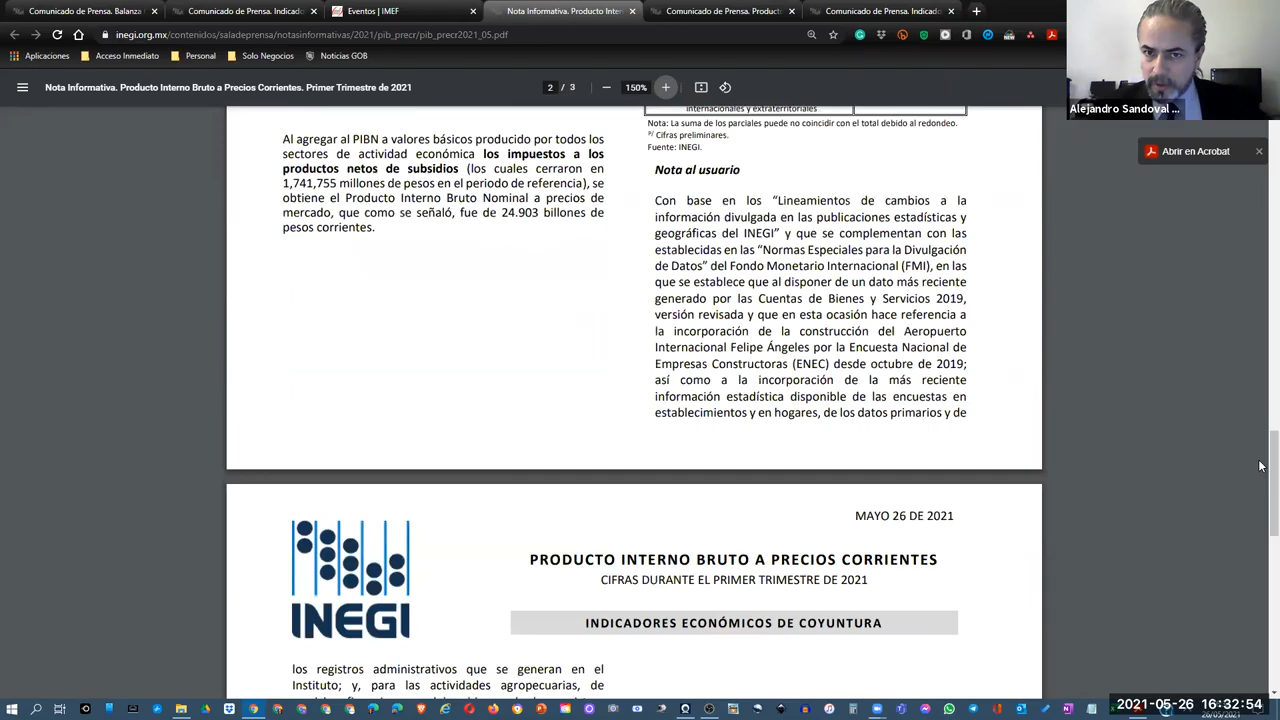 Comunicado de Prensa. Balanza
Comunicado de Prensa. Indicado
Eventos | IMEF
Nota Informativa. Producto Inter
Comunicado de Prensa. Product
Comunicado de Prensa. Indicado
inegi.org.mx/contenidos/saladeprensa/notasinformativas/2021/pib_precr/pib_precr2021_05.pdf
Aplicaciones
Acceso Inmediato
Personal
Solo Negocios
Noticias GOB
Nota Informativa. Producto Interno Bruto a Precios Corrientes. Primer Trimestre de 2021
2 / 3
150%
Alejandro Sandoval ...
Abrir en Acrobat
Al agregar al PIBN a valores básicos producido por todos los
sectores de actividad económica los impuestos a los
productos netos de subsidios (los cuales cerraron en
1,741,755 millones de pesos en el periodo de referencia), se
obtiene el Producto Interno Bruto Nominal a precios de
mercado, que como se señaló, fue de 24.903 billones de
pesos corrientes.
internacionales y extraterritoriales
Nota: La suma de los parciales puede no coincidir con el total debido al redondeo.
p/ Cifras preliminares.
Fuente: INEGI.
Nota al usuario
Con base en los “Lineamientos de cambios a la
información divulgada en las publicaciones estadísticas y
geográficas del INEGI” y que se complementan con las
establecidas en las “Normas Especiales para la Divulgación
de Datos” del Fondo Monetario Internacional (FMI), en las
que se establece que al disponer de un dato más reciente
generado por las Cuentas de Bienes y Servicios 2019,
versión revisada y que en esta ocasión hace referencia a
la incorporación de la construcción del Aeropuerto
Internacional Felipe Ángeles por la Encuesta Nacional de
Empresas Constructoras (ENEC) desde octubre de 2019;
así como a la incorporación de la más reciente
información estadística disponible de las encuestas en
establecimientos y en hogares, de los datos primarios y de
MAYO 26 DE 2021
PRODUCTO INTERNO BRUTO A PRECIOS CORRIENTES
CIFRAS DURANTE EL PRIMER TRIMESTRE DE 2021
INEGI
INDICADORES ECONÓMICOS DE COYUNTURA
los registros administrativos que se generan en el
Instituto; y, para las actividades agropecuarias, de
2021-05-26 16:32:54
26/05/2021